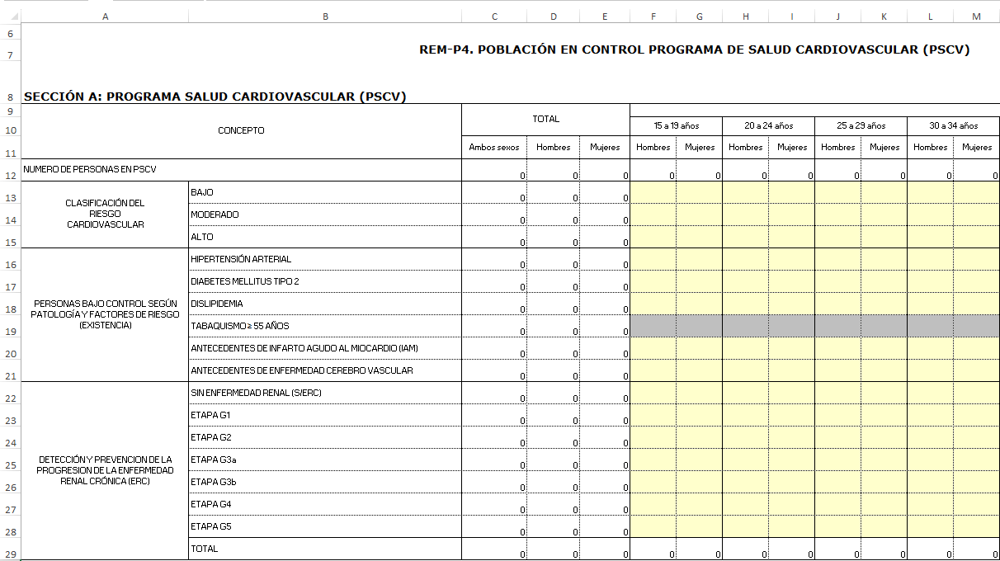 A B C D E F G H I J K L M
6
7 REM-P4. POBLACIÓN EN CONTROL PROGRAMA DE SALUD CARDIOVASCULAR (PSCV)
8 SECCIÓN A: PROGRAMA SALUD CARDIOVASCULAR (PSCV)
9
10 CONCEPTO TOTAL 15 a 19 años 20 a 24 años 25 a 29 años 30 a 34 años
11 Ambos sexos Hombres Mujeres Hombres Mujeres Hombres Mujeres Hombres Mujeres Hombres Mujeres
12 NUMERO DE PERSONAS EN PSCV 0 0 0 0 0 0 0 0 0 0 0
CLASIFICACIÓN DEL
RIESGO
CARDIOVASCULAR
13 BAJO 0 0 0
14 MODERADO 0 0 0
15 ALTO 0 0 0
PERSONAS BAJO CONTROL SEGÚN
PATOLOGÍA Y FACTORES DE RIESGO
(EXISTENCIA)
16 HIPERTENSIÓN ARTERIAL 0 0 0
17 DIABETES MELLITUS TIPO 2 0 0 0
18 DISLIPIDEMIA 0 0 0
19 TABAQUISMO ≥ 55 AÑOS 0 0 0
20 ANTECEDENTES DE INFARTO AGUDO AL MIOCARDIO (IAM) 0 0 0
21 ANTECEDENTES DE ENFERMEDAD CEREBRO VASCULAR 0 0 0
DETECCIÓN Y PREVENCION DE LA
PROGRESION DE LA ENFERMEDAD
RENAL CRÓNICA (ERC)
22 SIN ENFERMEDAD RENAL (S/ERC) 0 0 0
23 ETAPA G1 0 0 0
24 ETAPA G2 0 0 0
25 ETAPA G3a 0 0 0
26 ETAPA G3b 0 0 0
27 ETAPA G4 0 0 0
28 ETAPA G5 0 0 0
29 TOTAL 0 0 0 0 0 0 0 0 0 0 0